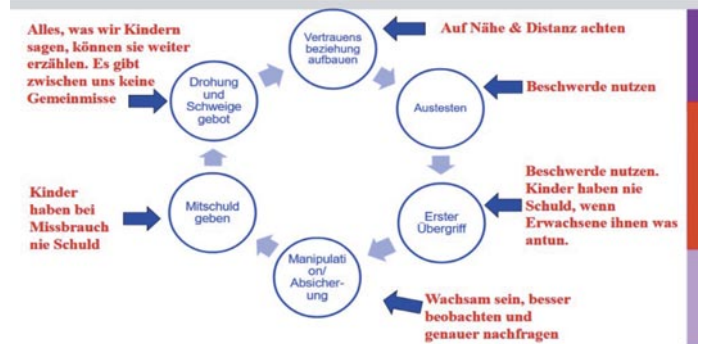 Alles, was wir Kindern
sagen, können sie weiter
erzählen. Es gibt
zwischen uns keine
Gemeinmisse
Vertrauens
beziehung
aufbauen
Auf Nähe & Distanz achten
Drohung
und
Schweige
gebot
Austesten
Beschwerde nutzen
Kinder
haben bei
Missbrauch
nie Schuld
Mitschuld
geben
Erster
Übergriff
Beschwerde nutzen.
Kinder haben nie
Schuld, wenn
Erwachsene ihnen was
antun.
Manipulati
on/
Absicher-
ung
Wachsam sein, besser
beobachten und
genauer nachfragen